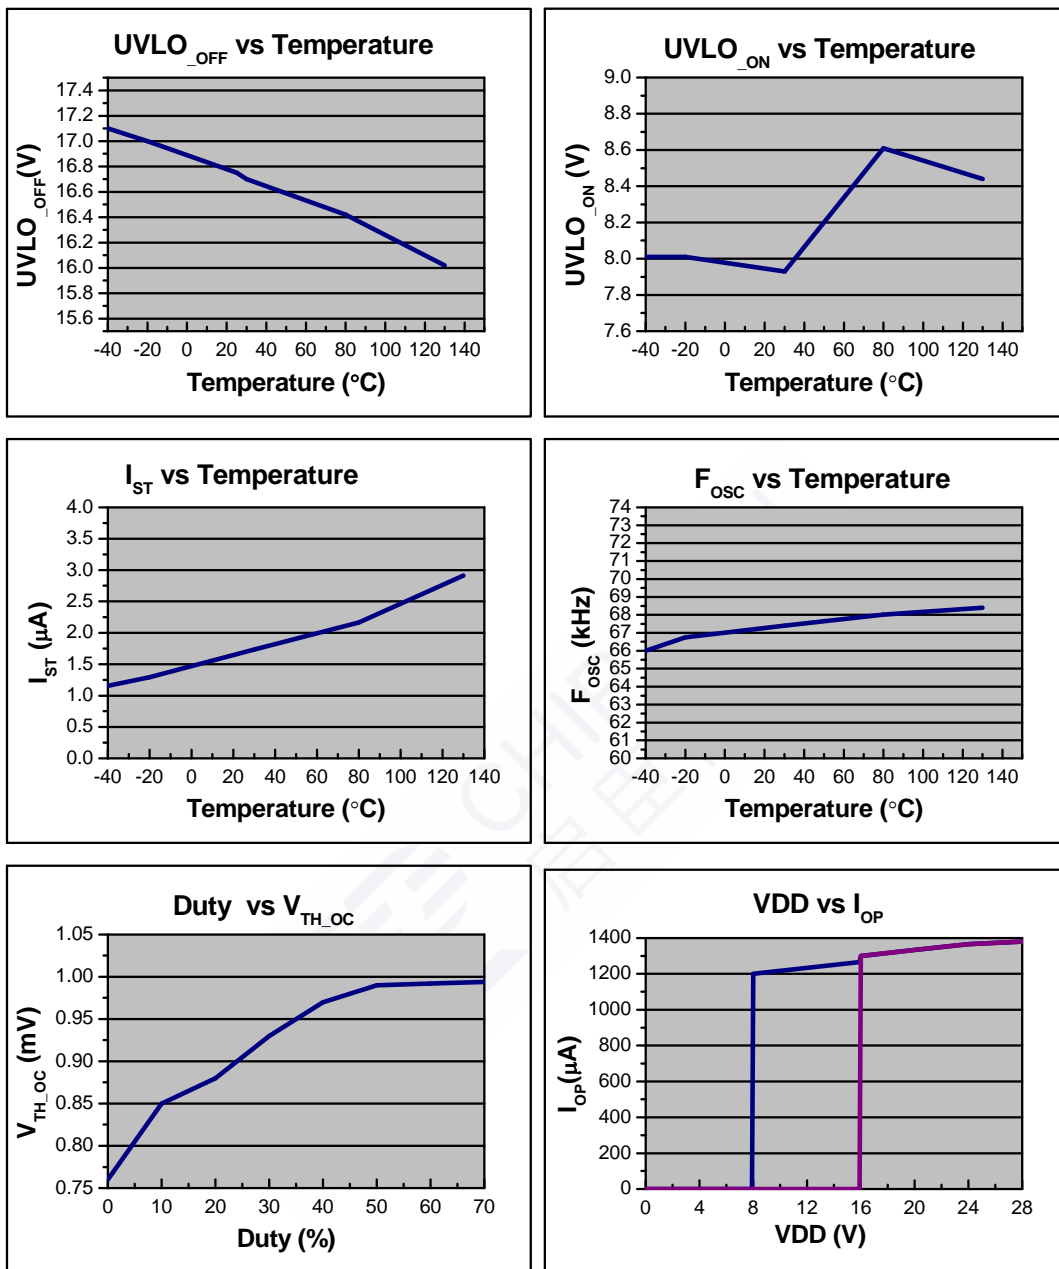 UVLO_OFF vs Temperature
17.4
17.2
17.0
16.8
16.6
16.4
16.2
16.0
15.8
15.6
UVLO_OFF(V)
-40 -20 0 20 40 60 80 100 120 140
Temperature (°C)
UVLO_ON vs Temperature
9.0
8.8
8.6
8.4
8.2
8.0
7.8
7.6
UVLO_ON (V)
-40 -20 0 20 40 60 80 100 120 140
Temperature (°C)
I_ST vs Temperature
4.0
3.5
3.0
2.5
2.0
1.5
1.0
0.5
0.0
I_ST (μA)
-40 -20 0 20 40 60 80 100 120 140
Temperature (°C)
F_OSC vs Temperature
74
73
72
71
70
69
68
67
66
65
64
63
62
61
60
F_OSC (kHz)
-40 -20 0 20 40 60 80 100 120 140
Temperature (°C)
Duty vs V_TH_OC
1.05
1.00
0.95
0.90
0.85
0.80
0.75
V_TH_OC (mV)
0 10 20 30 40 50 60 70
Duty (%)
VDD vs I_OP
1400
1200
1000
800
600
400
200
0
I_OP(μA)
0 4 8 12 16 20 24 28
VDD (V)